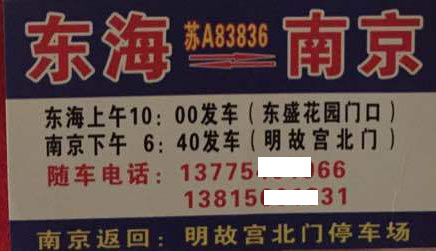 东海 苏A83836 南京
东海上午10：00发车（东盛花园门口）
南京下午 6：40发车（明故宫北门）
随车电话：13775 066
13815 31
南京返回：明故宫北门停车场